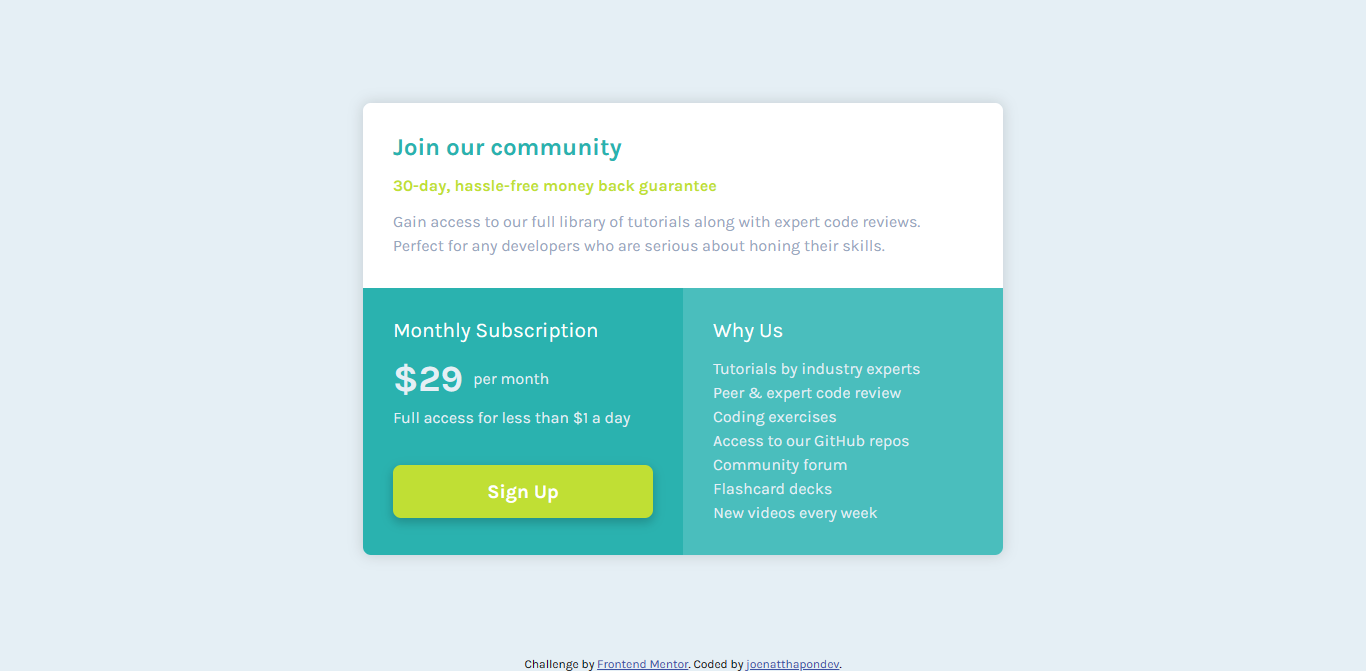 Join our community
30-day, hassle-free money back guarantee
Gain access to our full library of tutorials along with expert code reviews.
Perfect for any developers who are serious about honing their skills.
Monthly Subscription
$29 per month
Full access for less than $1 a day
Sign Up
Why Us
Tutorials by industry experts
Peer & expert code review
Coding exercises
Access to our GitHub repos
Community forum
Flashcard decks
New videos every week
Challenge by Frontend Mentor. Coded by joenatthapondev.